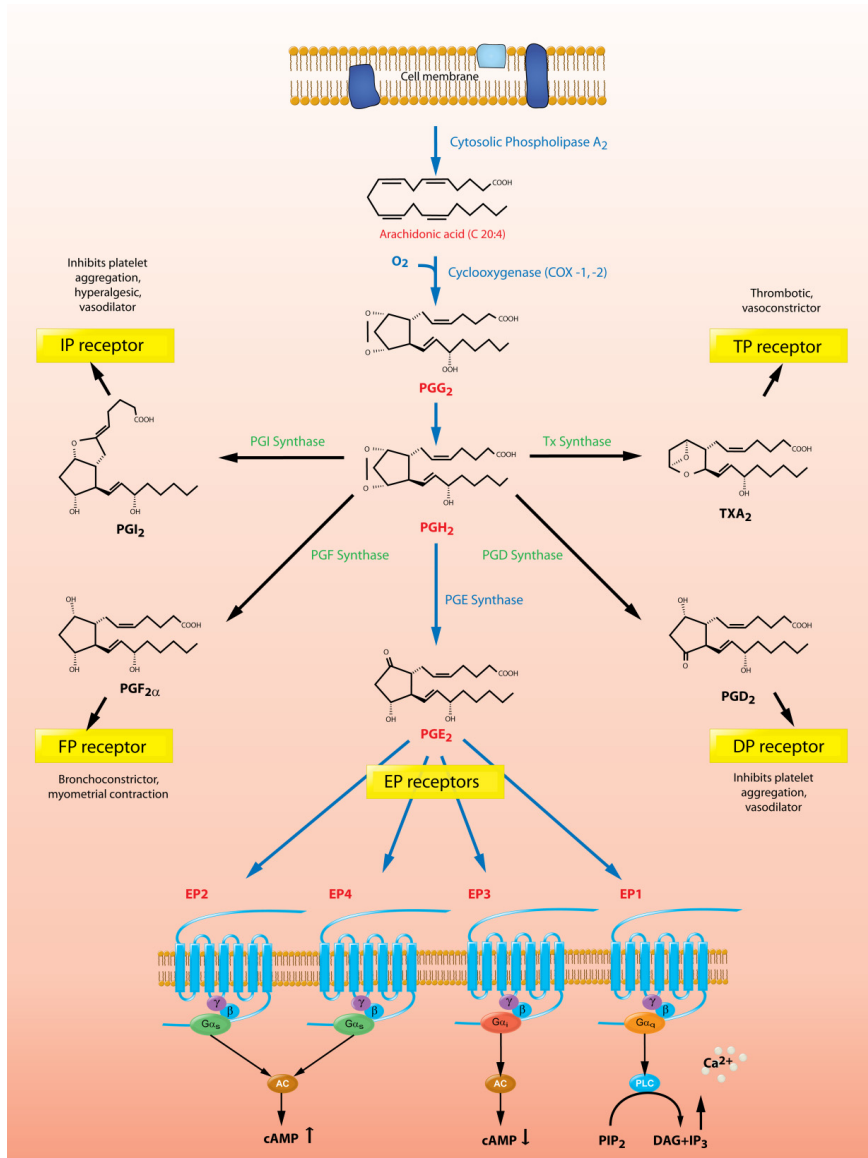 Cell membrane
Cytosolic Phospholipase A2
COOH
Arachidonic acid (C 20:4)
O2
Cyclooxygenase (COX -1, -2)
Inhibits platelet
aggregation,
hyperalgesic,
vasodilator
IP receptor
Thrombotic,
vasoconstrictor
TP receptor
O
O
COOH
OOH
PGG2
COOH
O
OH
OH
PGI2
PGI Synthase
O
O
COOH
OH
PGH2
Tx Synthase
O
O
COOH
OH
TXA2
PGF Synthase
PGD Synthase
PGE Synthase
OH
COOH
OH
OH
PGF2α
O
COOH
OH
OH
PGE2
OH
COOH
O
OH
PGD2
FP receptor
Bronchoconstrictor,
myometrial contraction
EP receptors
DP receptor
Inhibits platelet
aggregation,
vasodilator
EP2
EP4
EP3
EP1
γ
β
Gαs
γ
β
Gαs
γ
β
Gαi
γ
β
Gαq
AC
AC
PLC
Ca2+
cAMP ↑
cAMP ↓
PIP2
DAG+IP3